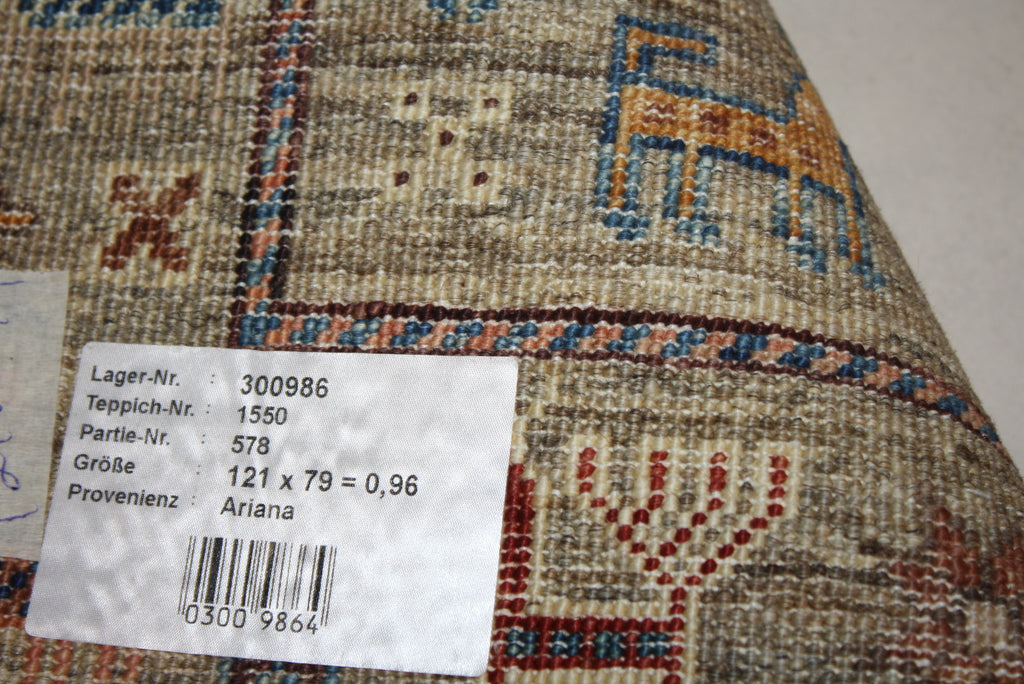 Lager-Nr. : 300986
Teppich-Nr. : 1550
Partie-Nr. : 578
Größe : 121 x 79 = 0,96
Provenienz : Ariana
0300 9864